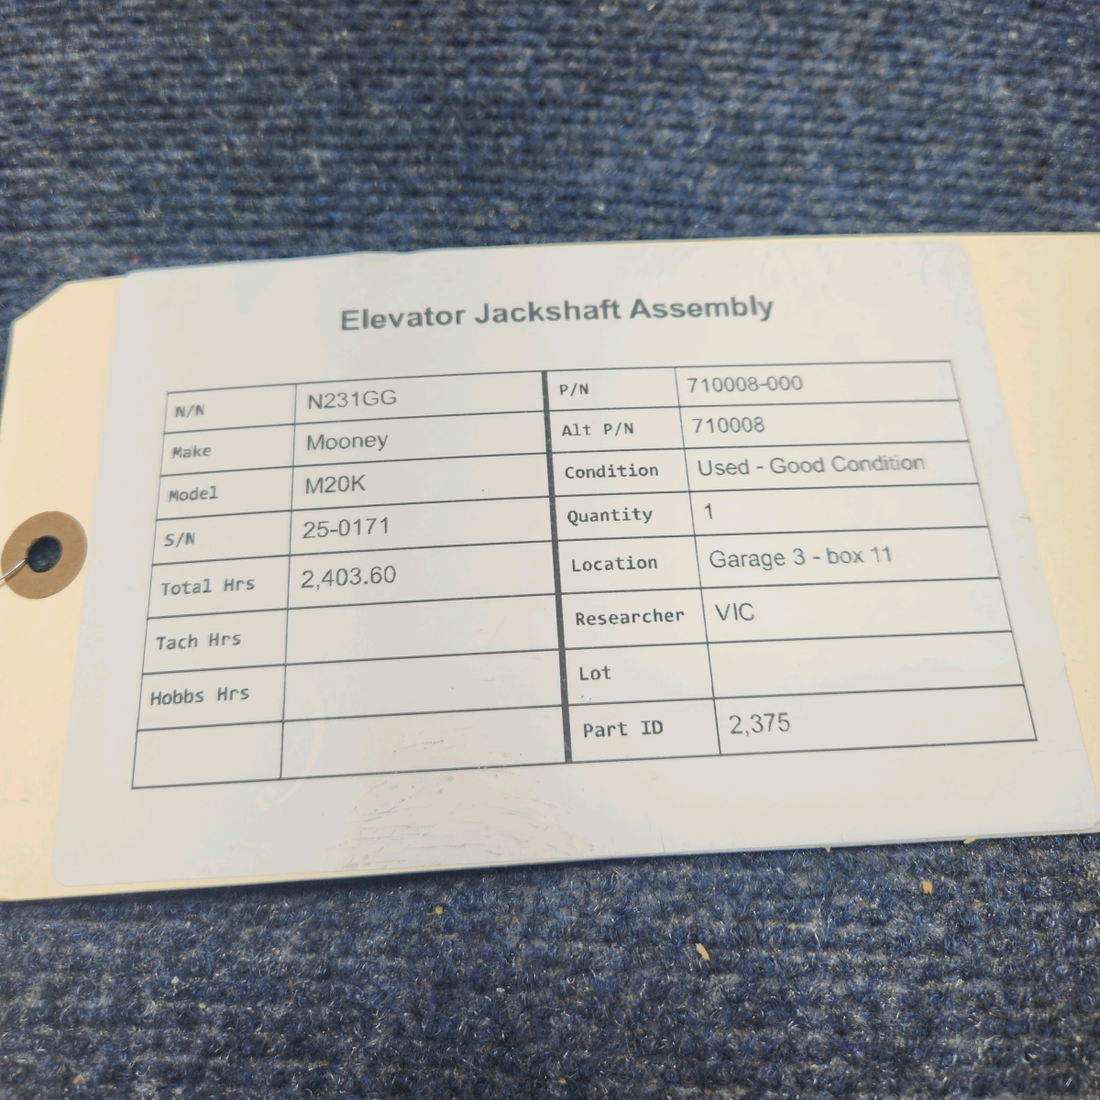 Elevator Jackshaft Assembly
N/N N231GG P/N 710008-000
Make Mooney Alt P/N 710008
Model M20K Condition Used - Good Condition
S/N 25-0171 Quantity 1
Total Hrs 2,403.60 Location Garage 3 - box 11
Tach Hrs Researcher VIC
Hobbs Hrs Lot
Part ID 2,375